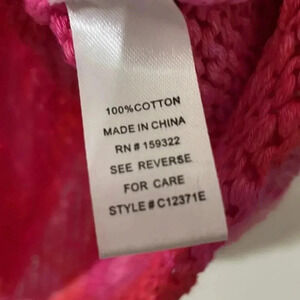 100%COTTON
MADE IN CHINA
RN # 159322
SEE REVERSE
FOR CARE
STYLE#C12371E